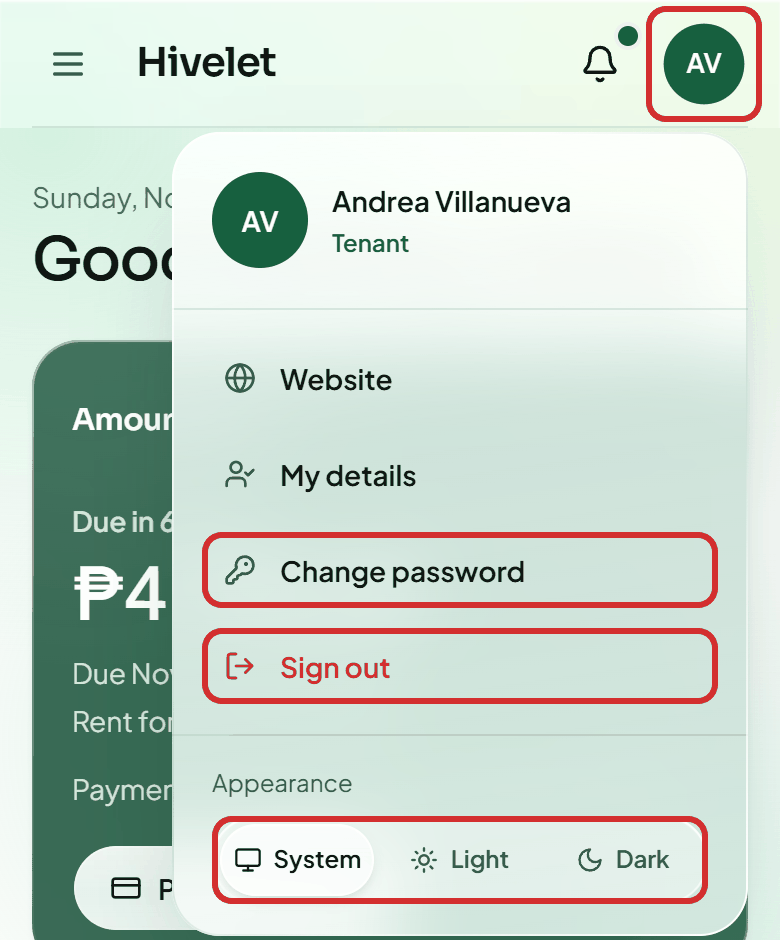 Hivelet
AV
AV
Andrea Villanueva
Tenant
Sunday, No
Good
Website
My details
Change password
Sign out
Amoun
Due in 6
₱4
Due Nov
Rent for
Paymen
P
Appearance
System
Light
Dark